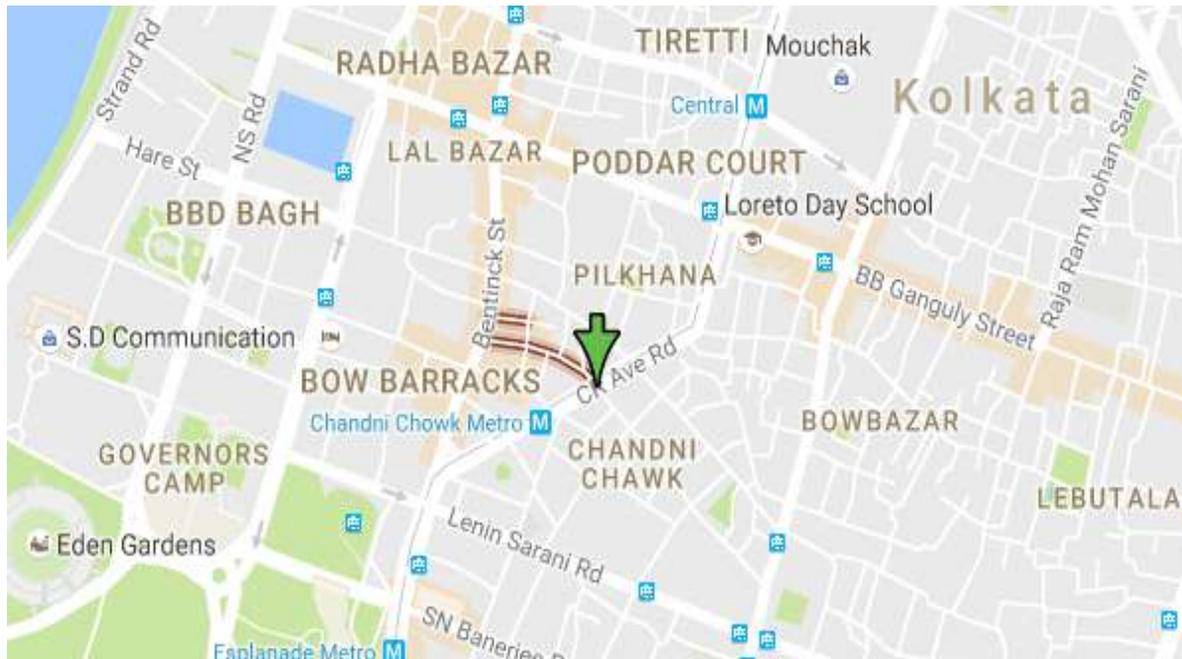 TIRETTI
Mouchak
RADHA BAZAR
Strand Rd
NS Rd
Kolkata
Central M
Hare St
LAL BAZAR
PODDAR COURT
Raja Ram Mohan Sarani
BBD BAGH
Loreto Day School
Bentinck St
PILKHANA
BB Ganguly Street
S.D Communication
CR Ave Rd
BOW BARRACKS
Chandni Chowk Metro M
BOWBAZAR
CHANDNI
CHAWK
GOVERNORS
CAMP
LEBUTALA
Lenin Sarani Rd
Eden Gardens
SN Banerjee
Esplanade Metro M